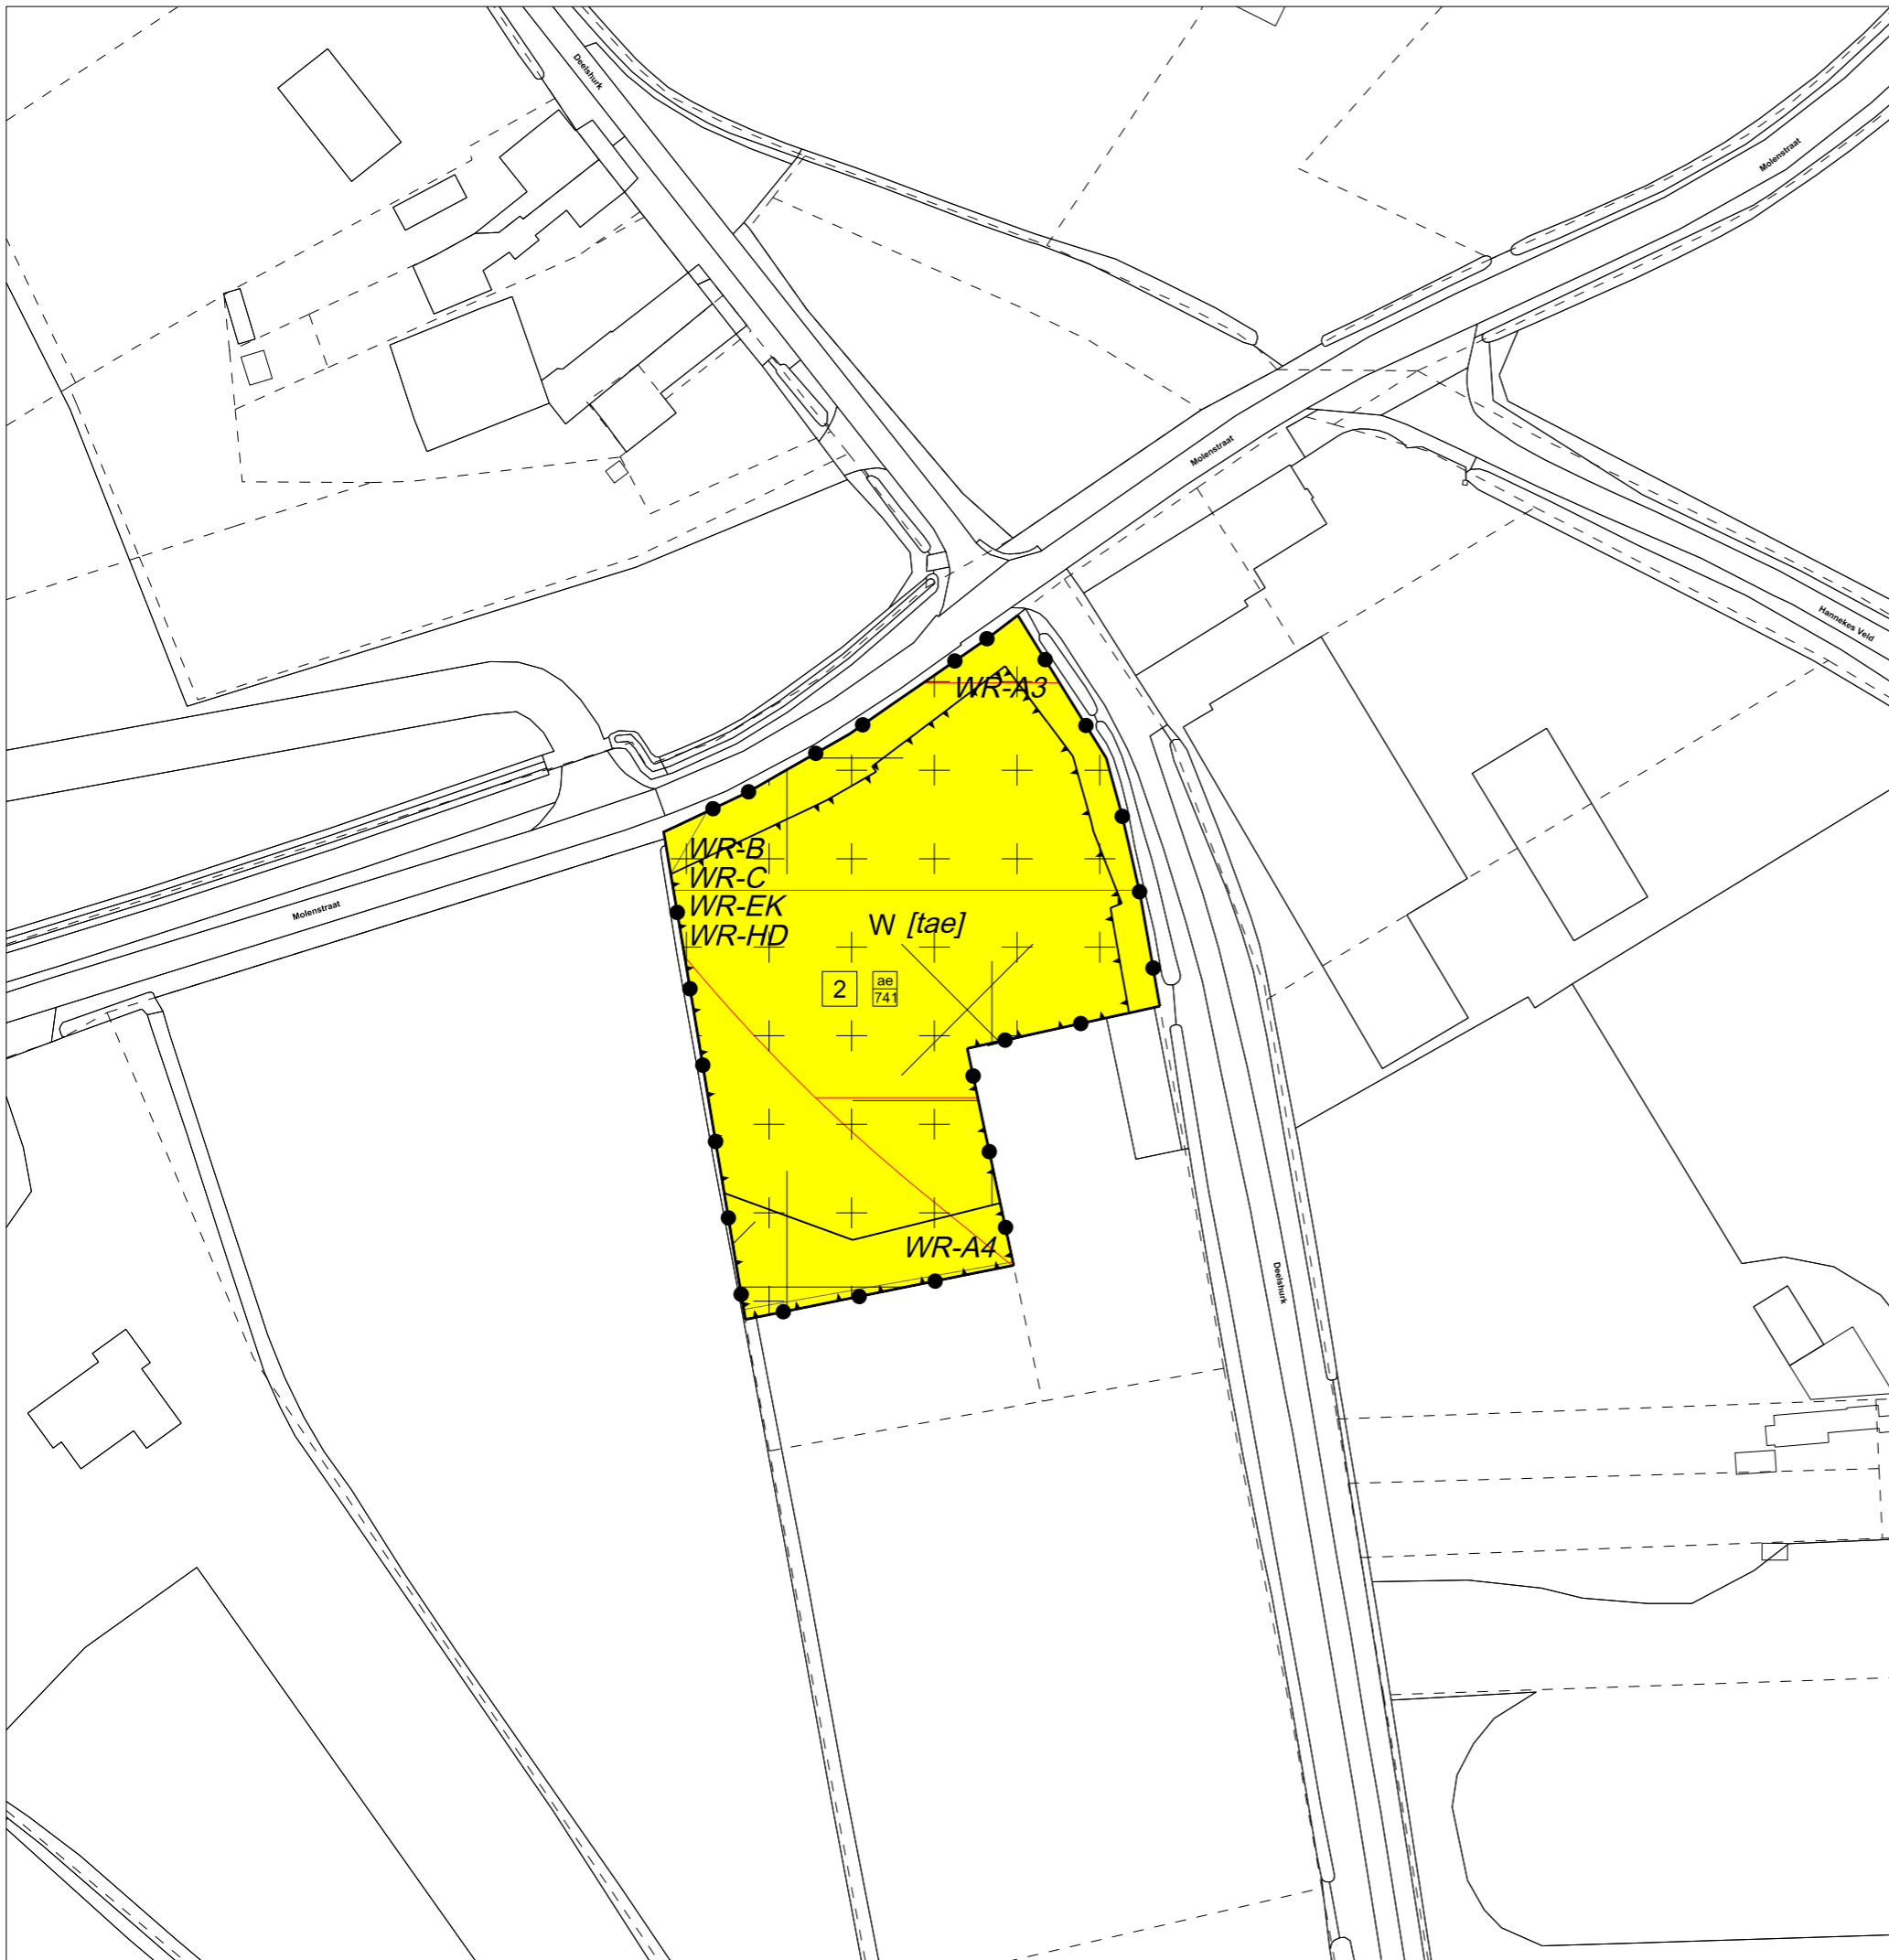 Deelshurk
Molenstraat
Molenstraat
Hannekes Veld
WR-A3
WR-B
WR-C
WR-EK
WR-HD
W [tae]
Molenstraat
2
ae
741
WR-A4
Deelshurk